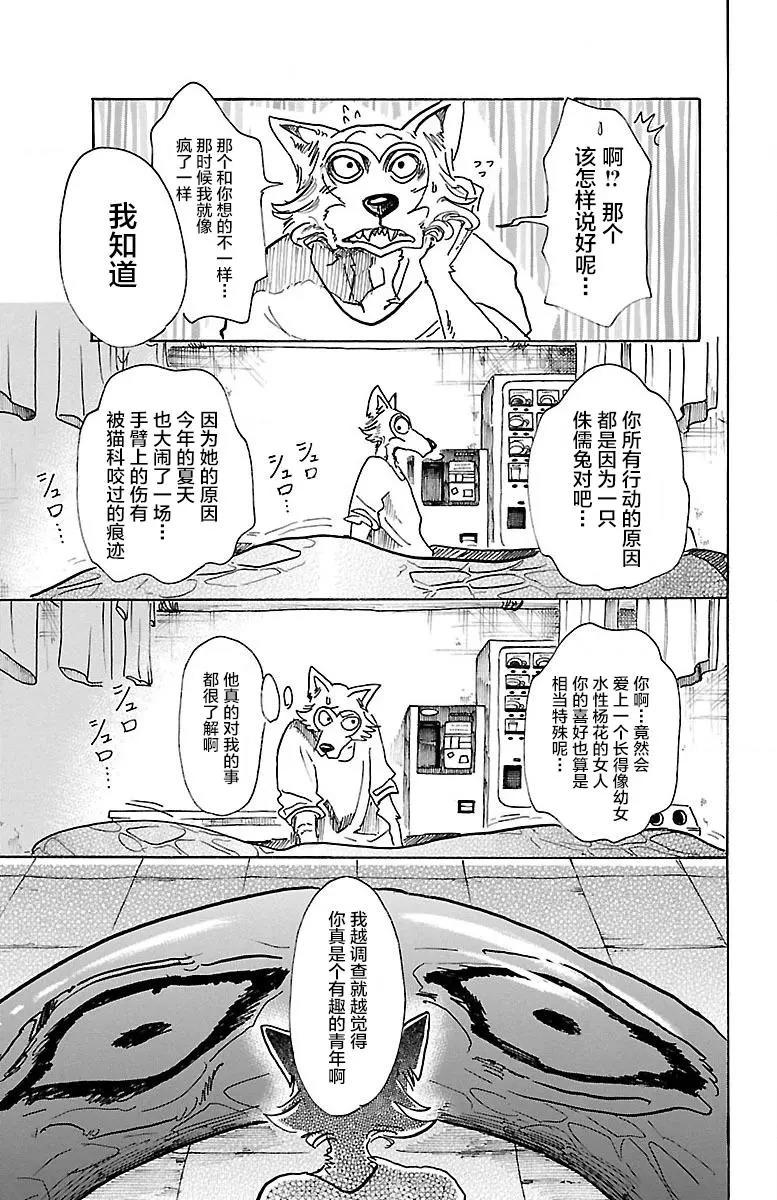 啊!? 那个
该怎样说好呢…
那个和你想的不一样
那时候我就像
疯了一样
我知道
你所有行动的原因
都是因为一只
侏儒兔对吧…
因为她的原因
今年的夏天
也大闹了一场…
手臂上的伤有
被猫科咬过的痕迹
シュロ
シュロ
你啊…竟然会
爱上一个长得像幼女
水性杨花的女人
你的喜好也算是
相当特殊呢…
他真的对我的事
都很了解啊
シュロ
シュロ
我越调查就越觉得
你真是个有趣的青年啊